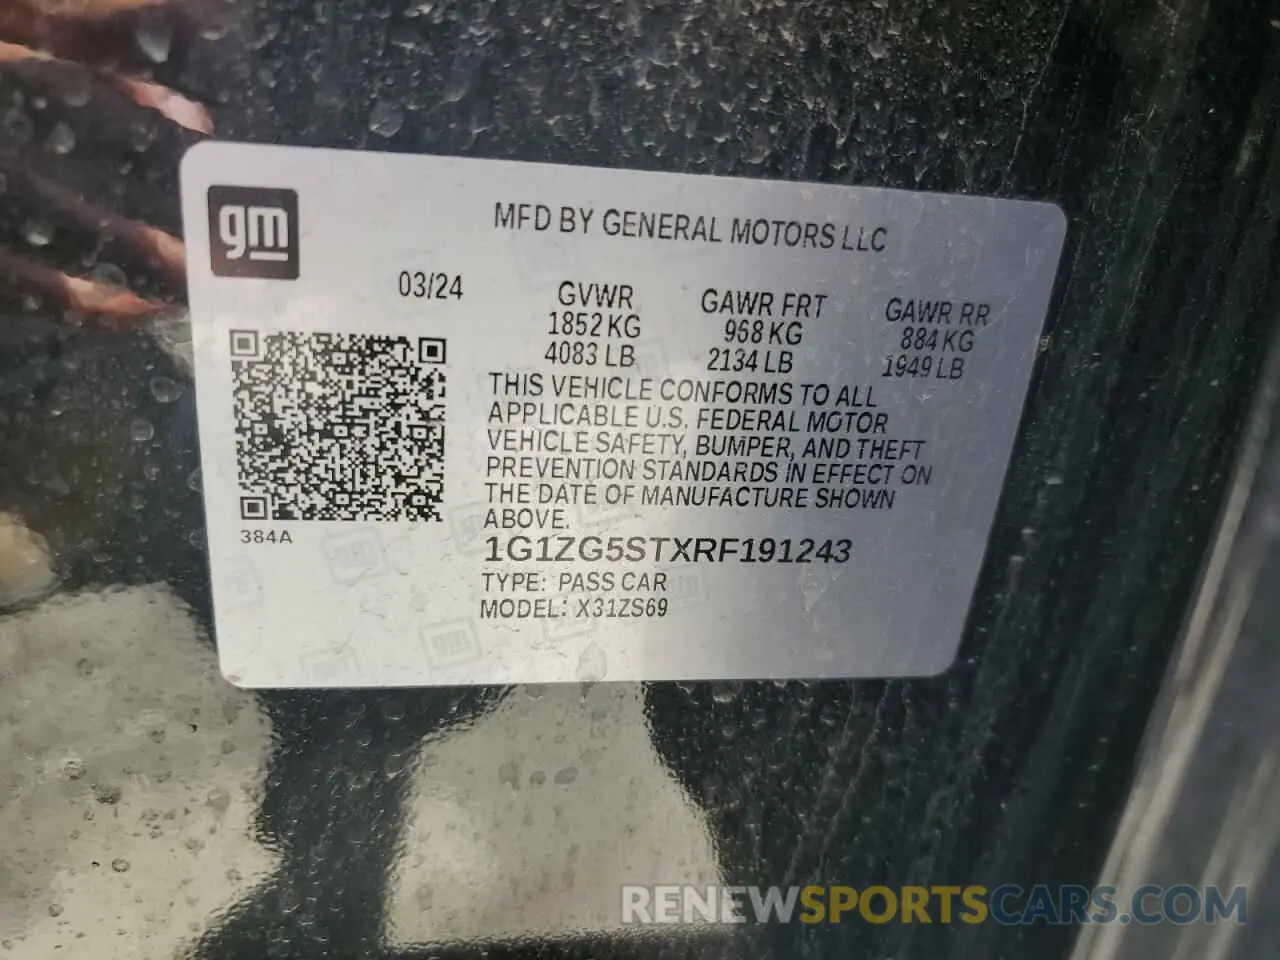 gm
MFD BY GENERAL MOTORS LLC
03/24
GVWR GAWR FRT GAWR RR
1852 KG 968 KG 884 KG
4083 LB 2134 LB 1949 LB
THIS VEHICLE CONFORMS TO ALL
APPLICABLE U.S. FEDERAL MOTOR
VEHICLE SAFETY, BUMPER, AND THEFT
PREVENTION STANDARDS IN EFFECT ON
THE DATE OF MANUFACTURE SHOWN
ABOVE.
384A
1G1ZG5STXRF191243
TYPE: PASS CAR
MODEL: X31ZS69
RENEWSPORTSCARS.COM